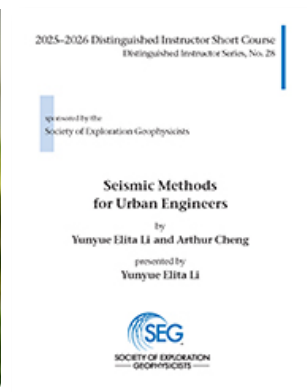 2025–2026 Distinguished Instructor Short Course
Distinguished Instructor Series, No. 28
sponsored by the
Society of Exploration Geophysicists
Seismic Methods
for Urban Engineers
by
Yunyue Elita Li and Arthur Cheng
presented by
Yunyue Elita Li
SEG
SOCIETY OF EXPLORATION
GEOPHYSICISTS